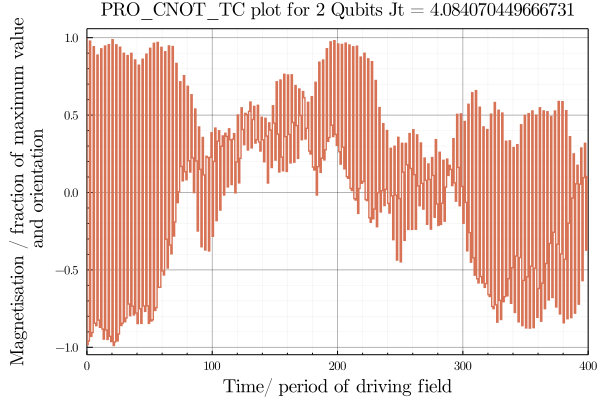 PRO_CNOT_TC plot for 2 Qubits Jt = 4.084070449666731
Magnetisation / fraction of maximum value
and orientation
1.0
0.5
0.0
−0.5
−1.0
0 100 200 300 400
Time/ period of driving field